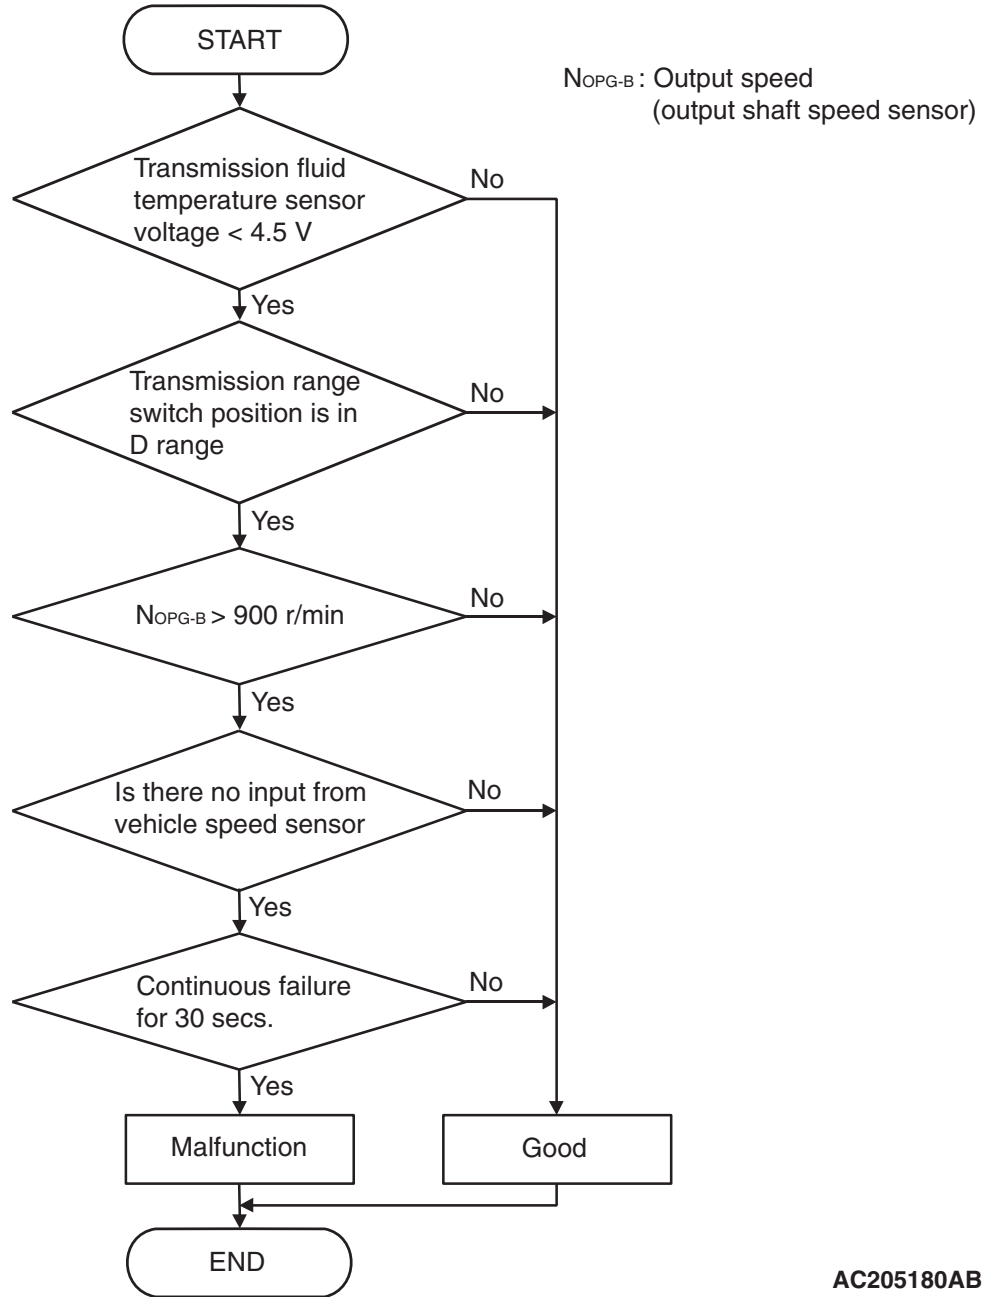 START
NOPG-B : Output speed
(output shaft speed sensor)
Transmission fluid
temperature sensor
voltage < 4.5 V
No
Yes
Transmission range
switch position is in
D range
No
Yes
NOPG-B > 900 r/min
No
Yes
Is there no input from
vehicle speed sensor
No
Yes
Continuous failure
for 30 secs.
No
Yes
Malfunction
Good
END
AC205180AB